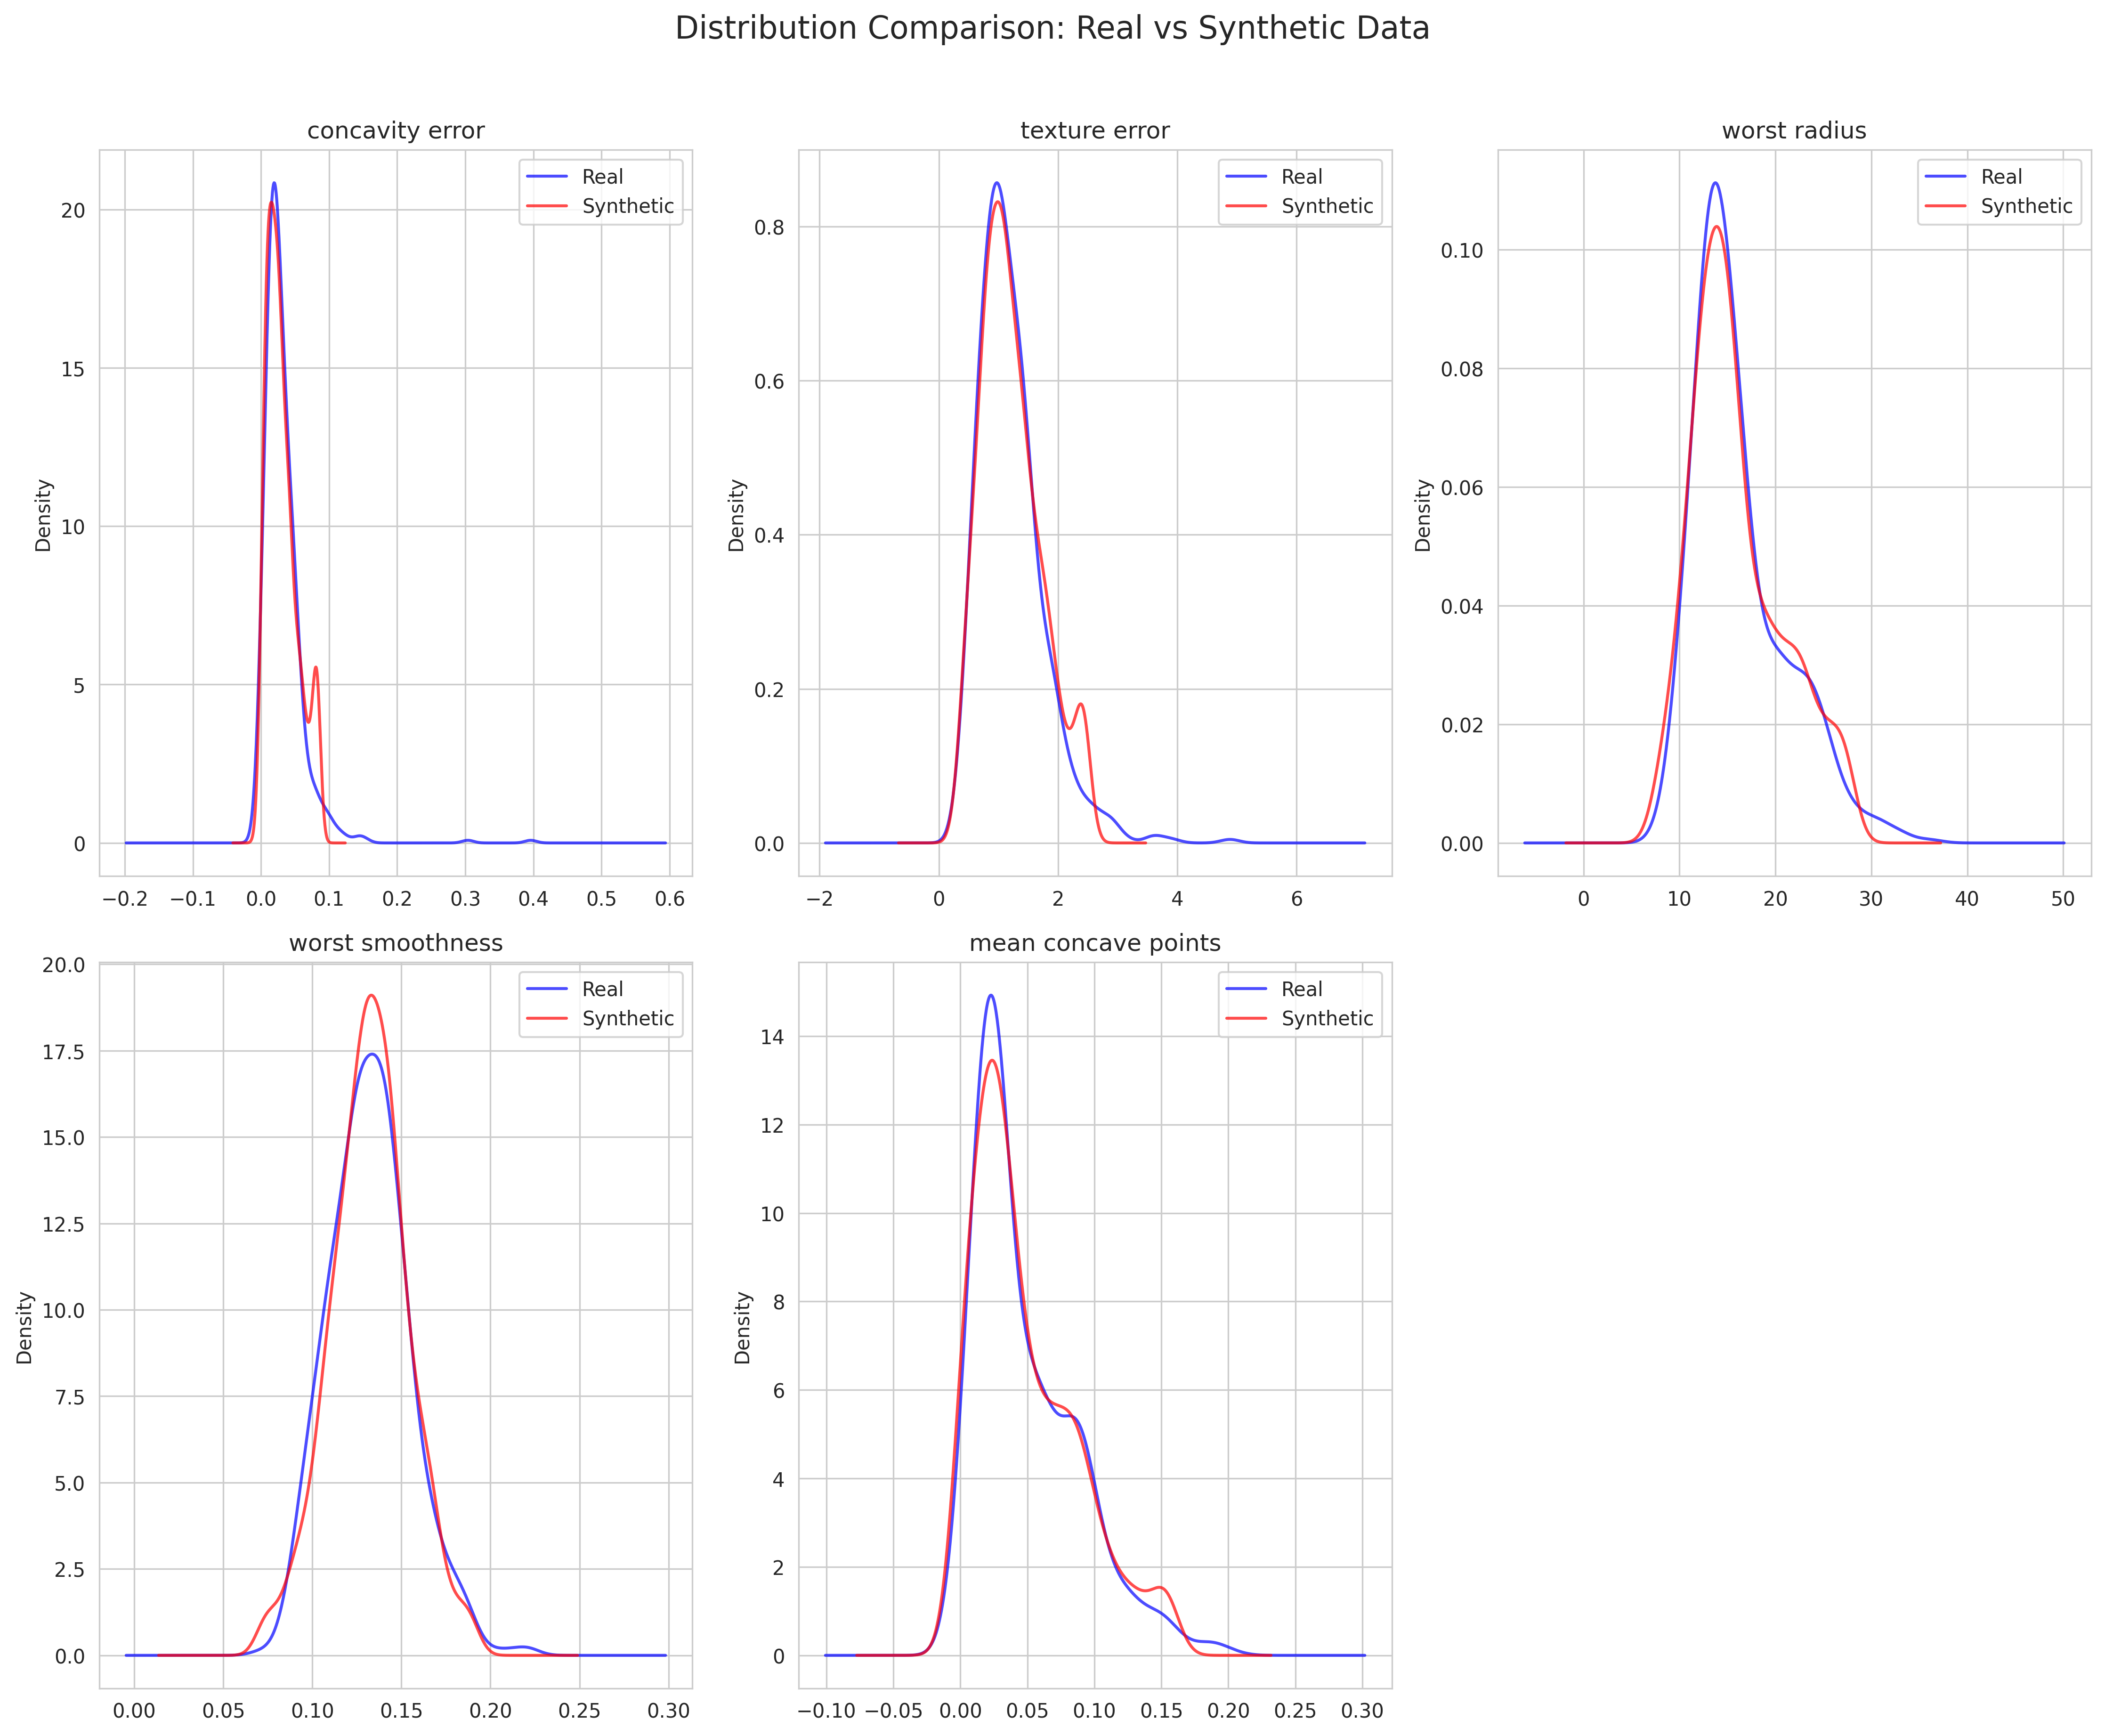 Distribution Comparison: Real vs Synthetic Data
concavity error
Real
Synthetic
Density
20
15
10
5
0
−0.2 −0.1 0.0 0.1 0.2 0.3 0.4 0.5 0.6
texture error
Real
Synthetic
Density
0.8
0.6
0.4
0.2
0.0
−2 0 2 4 6
worst radius
Real
Synthetic
Density
0.10
0.08
0.06
0.04
0.02
0.00
0 10 20 30 40 50
worst smoothness
Real
Synthetic
Density
20.0
17.5
15.0
12.5
10.0
7.5
5.0
2.5
0.0
0.00 0.05 0.10 0.15 0.20 0.25 0.30
mean concave points
Real
Synthetic
Density
14
12
10
8
6
4
2
0
−0.10 −0.05 0.00 0.05 0.10 0.15 0.20 0.25 0.30